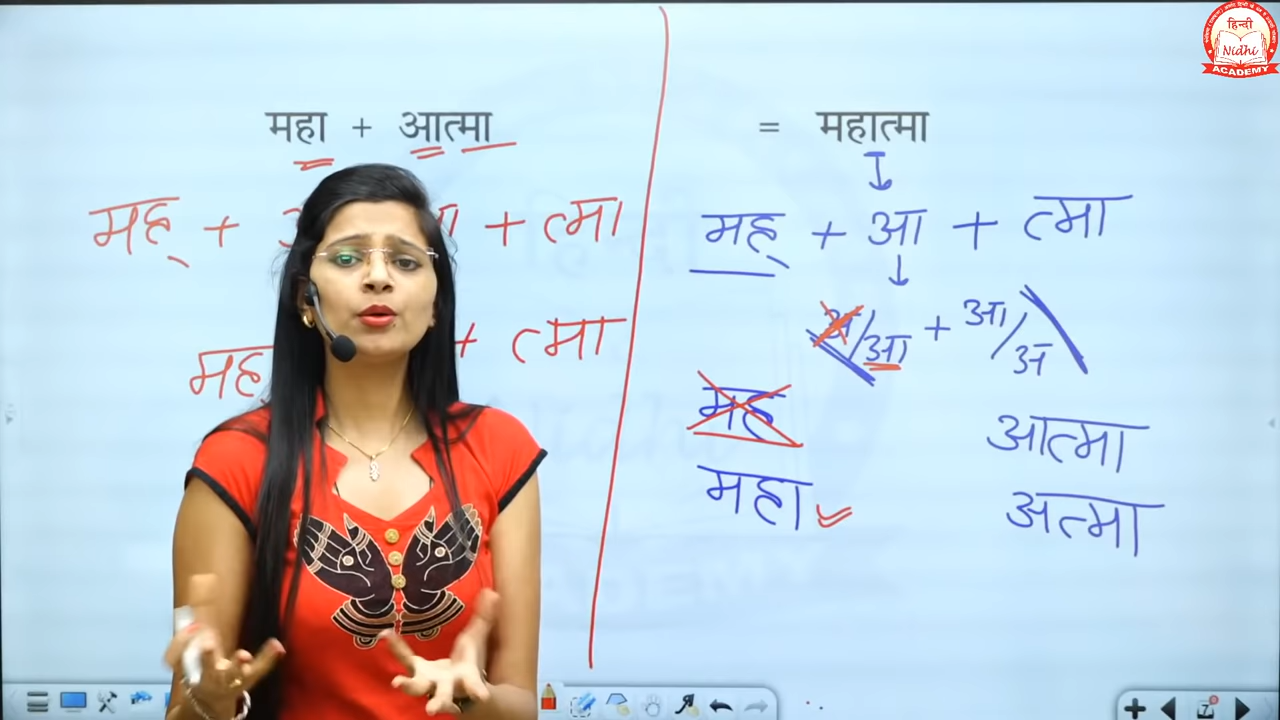 हिन्दी
Nidhi
ACADEMY
महा + आत्मा = महात्मा
मह् + + त्मा
मह् + आ + त्मा
+ त्मा
अ/आ + आ/अ
मह
आत्मा
महा
अत्मा